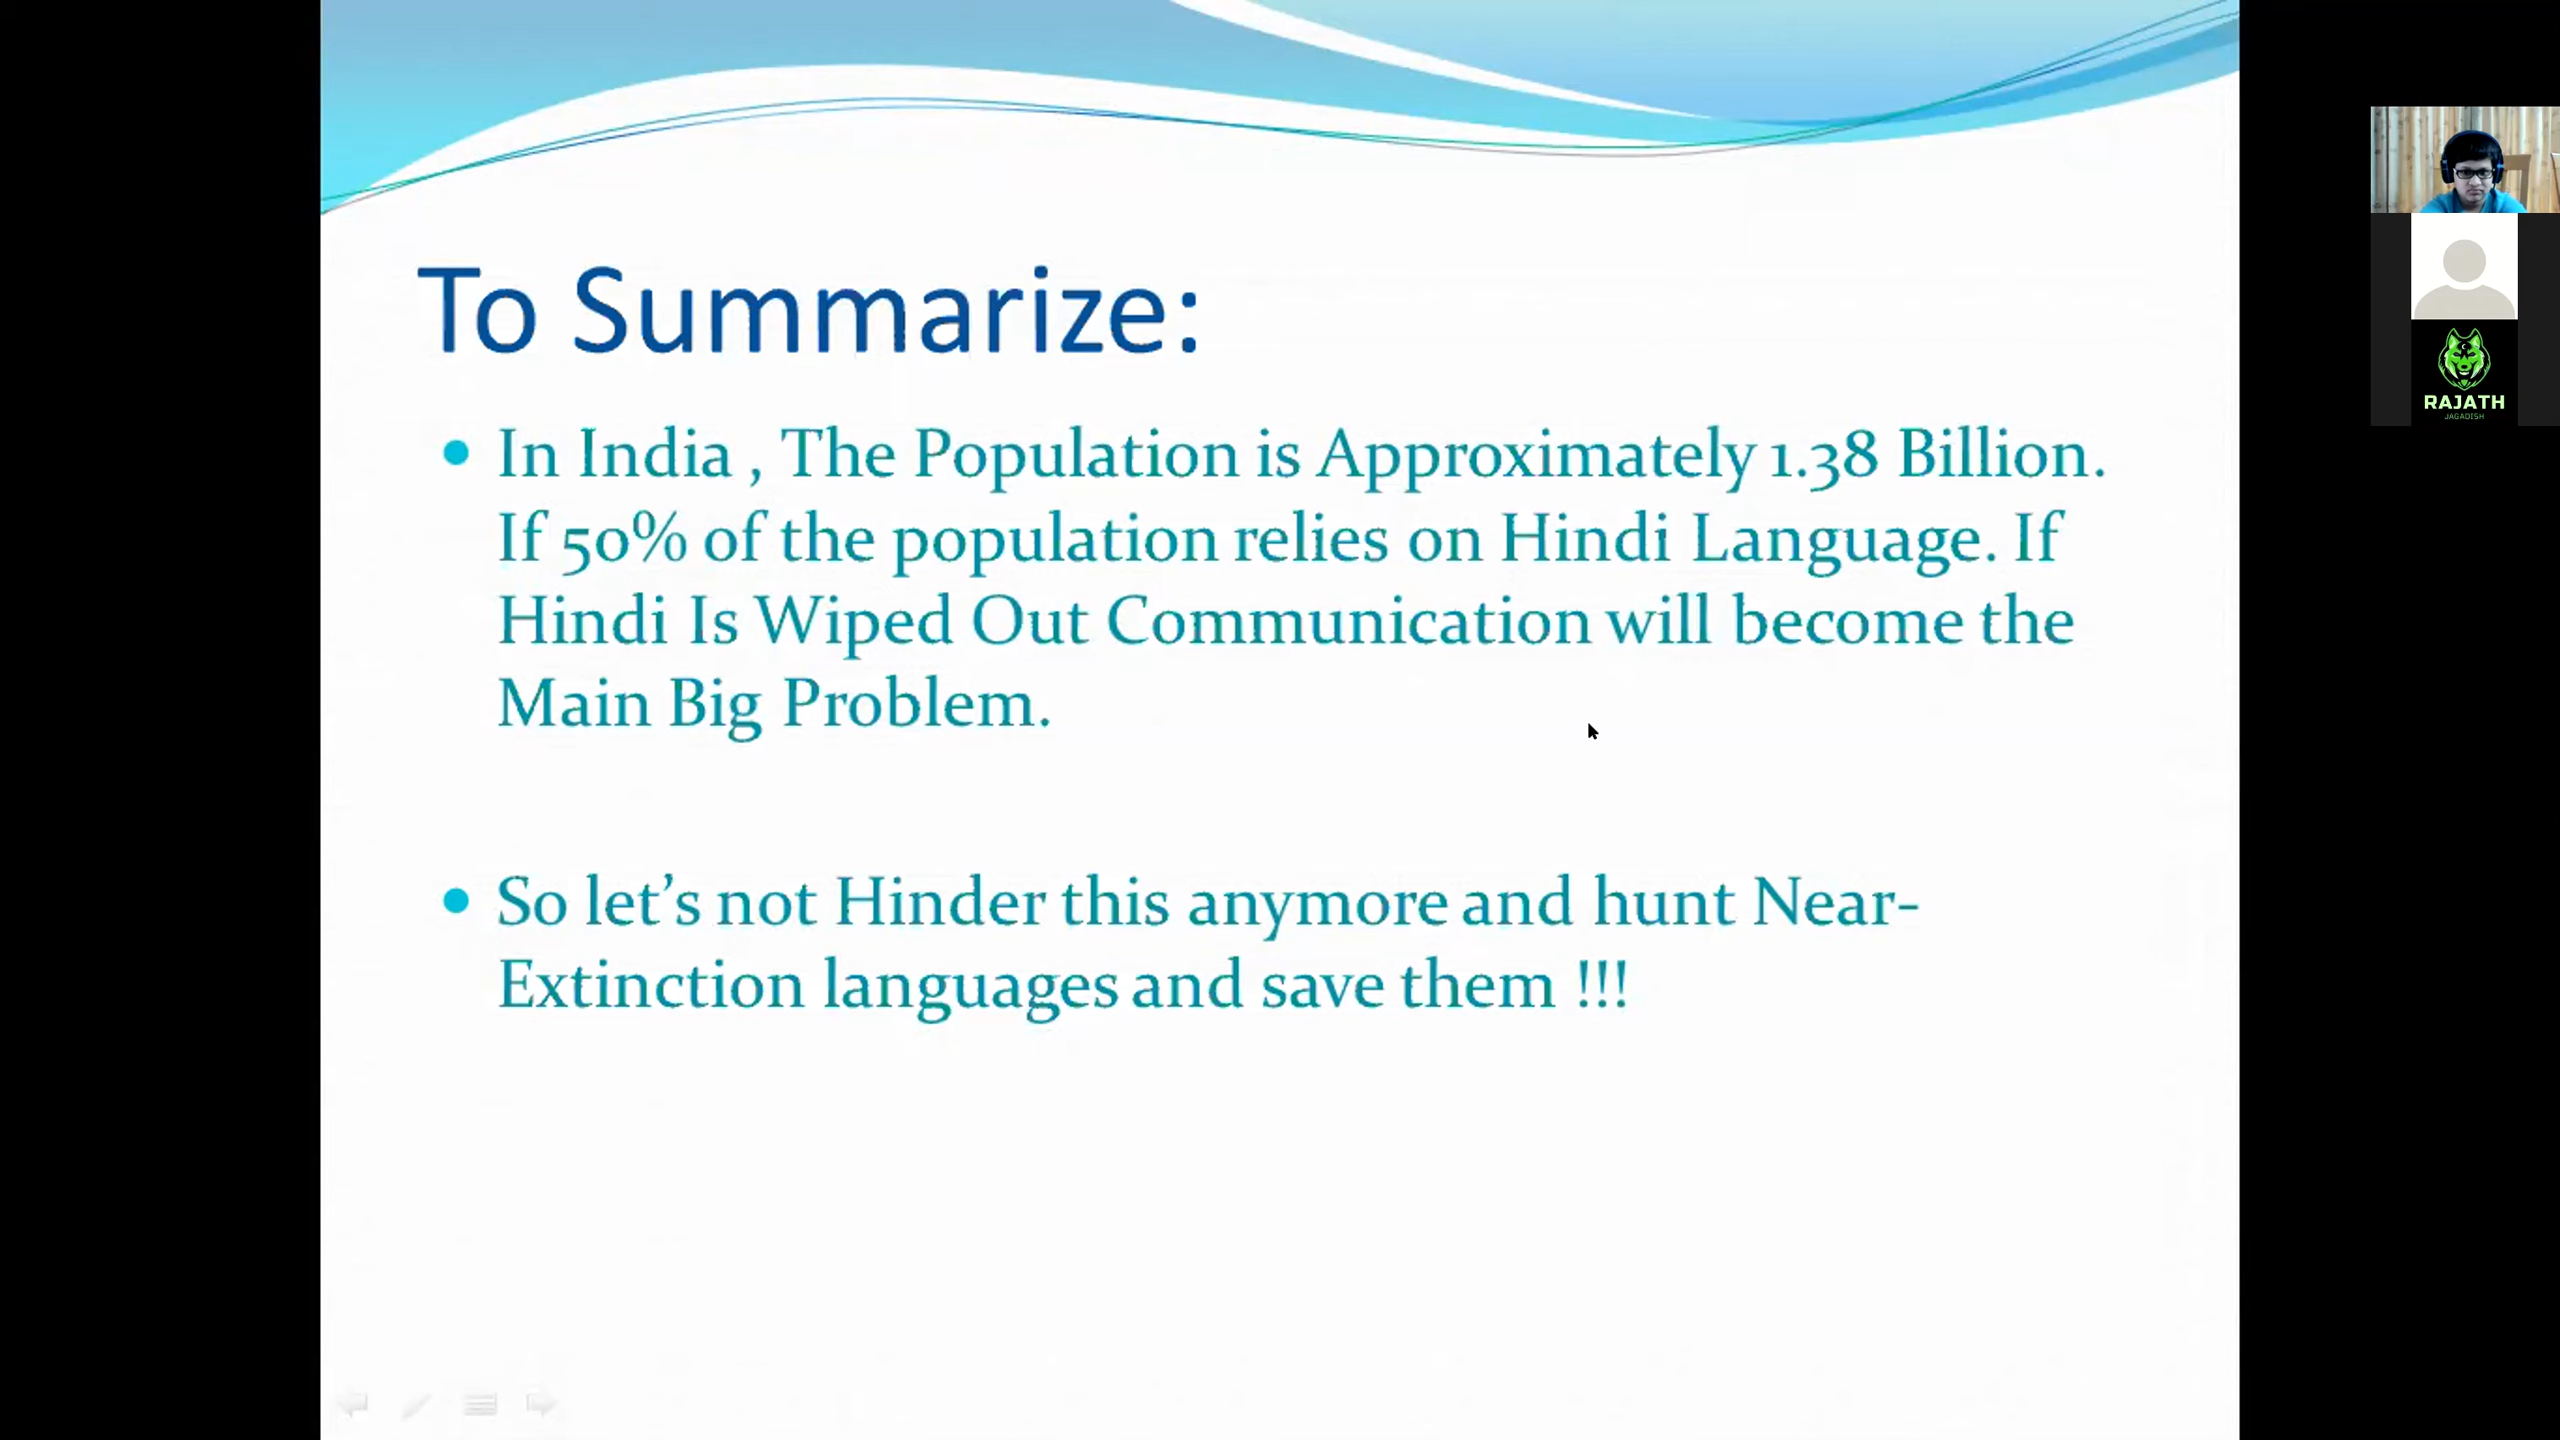 To Summarize:
In India , The Population is Approximately 1.38 Billion.
If 50% of the population relies on Hindi Language. If
Hindi Is Wiped Out Communication will become the
Main Big Problem.
So let’s not Hinder this anymore and hunt Near-
Extinction languages and save them !!!
RAJATH
JAGADISH